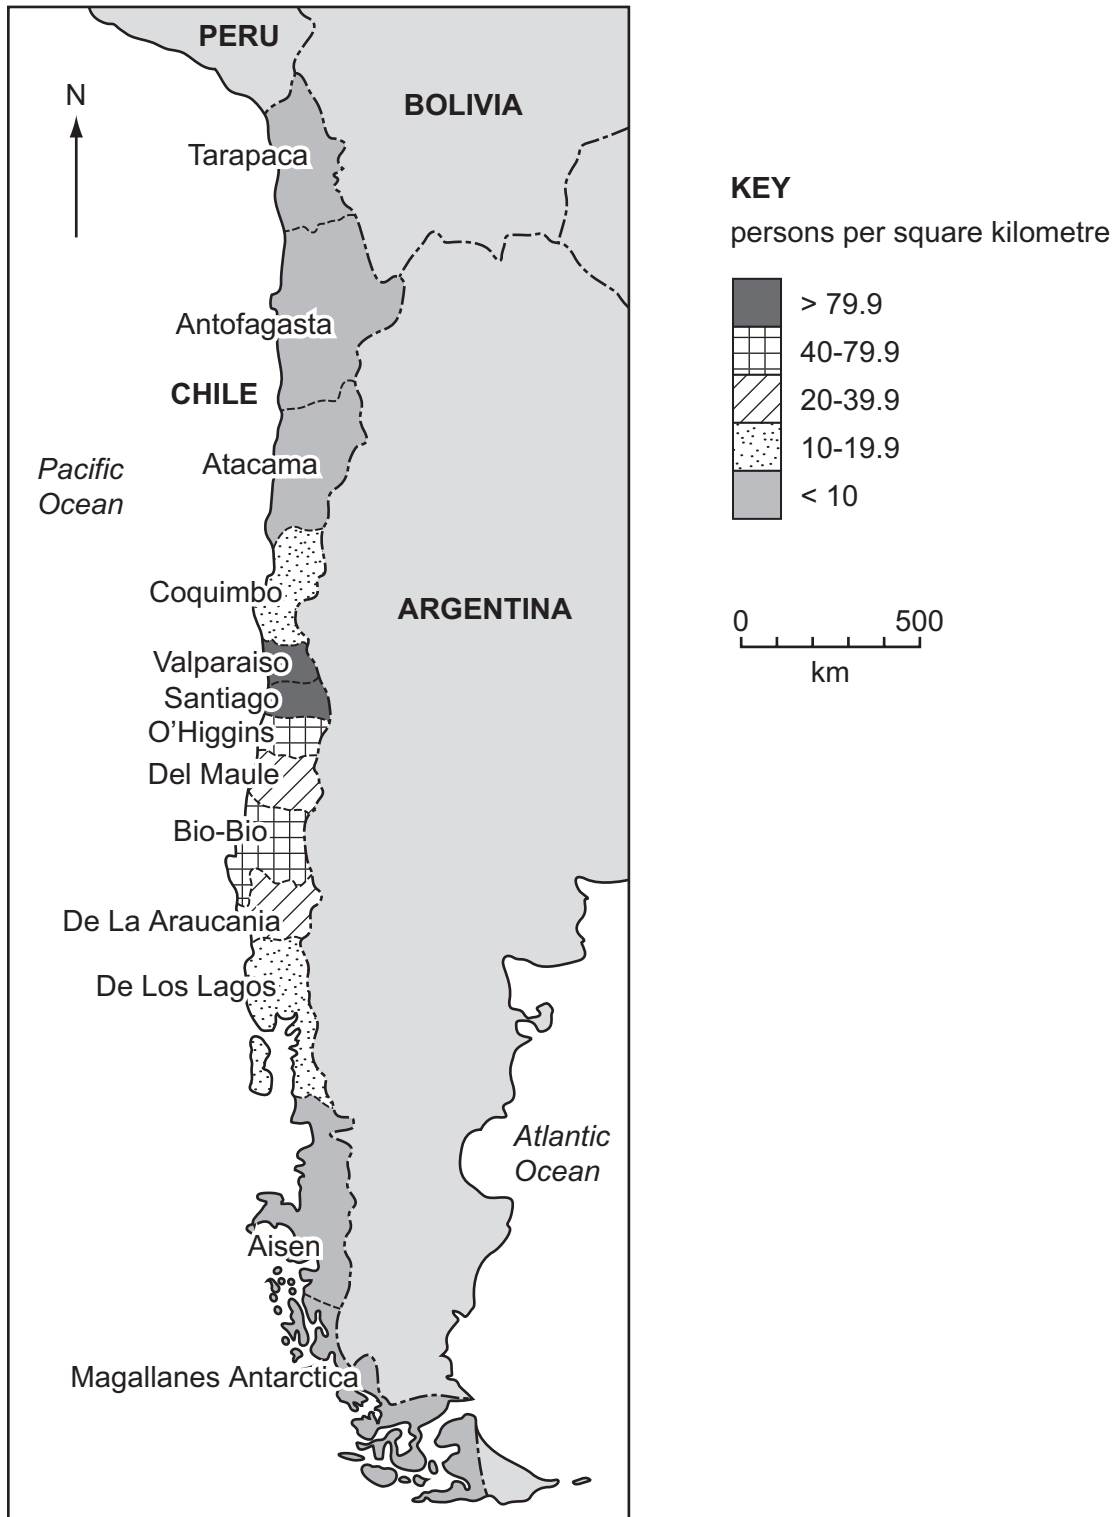 PERU
N
BOLIVIA
Tarapaca
Antofagasta
CHILE
Atacama
Pacific
Ocean
Coquimbo
ARGENTINA
Valparaiso
Santiago
O’Higgins
Del Maule
Bio-Bio
De La Araucania
De Los Lagos
Atlantic
Ocean
Aisen
Magallanes Antarctica
KEY
persons per square kilometre
> 79.9
40-79.9
20-39.9
10-19.9
< 10
0 500
km